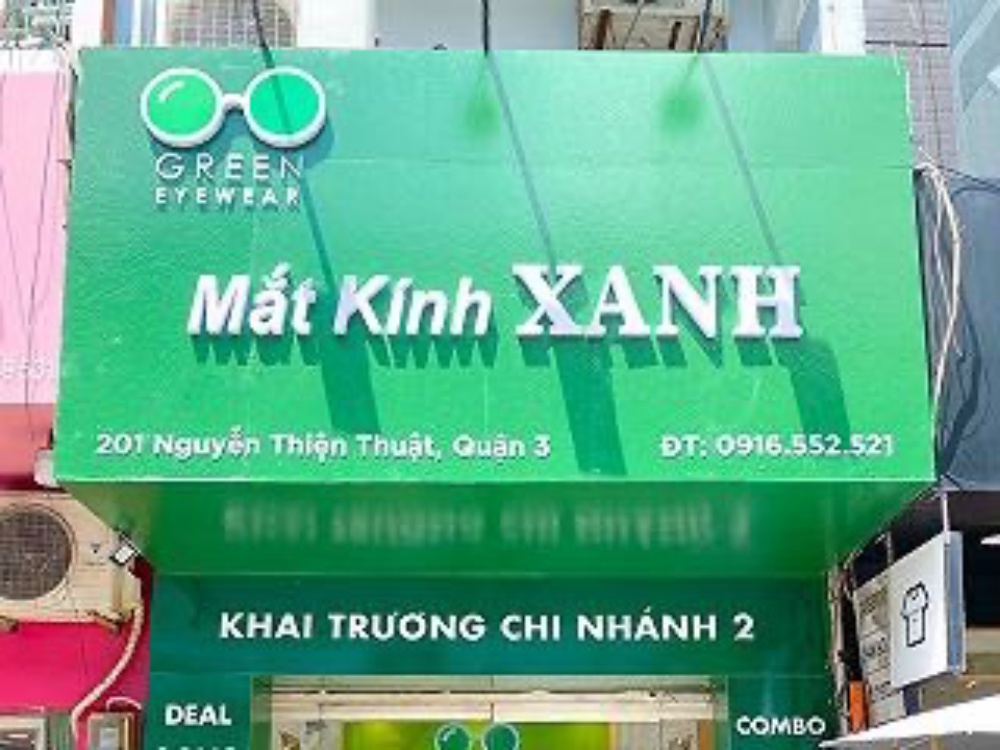 GREEN
EYEWEAR
Mắt Kính XANH
201 Nguyễn Thiện Thuật, Quận 3
ĐT: 0916.552.521
KHAI TRƯƠNG CHI NHÁNH 2
DEAL
COMBO